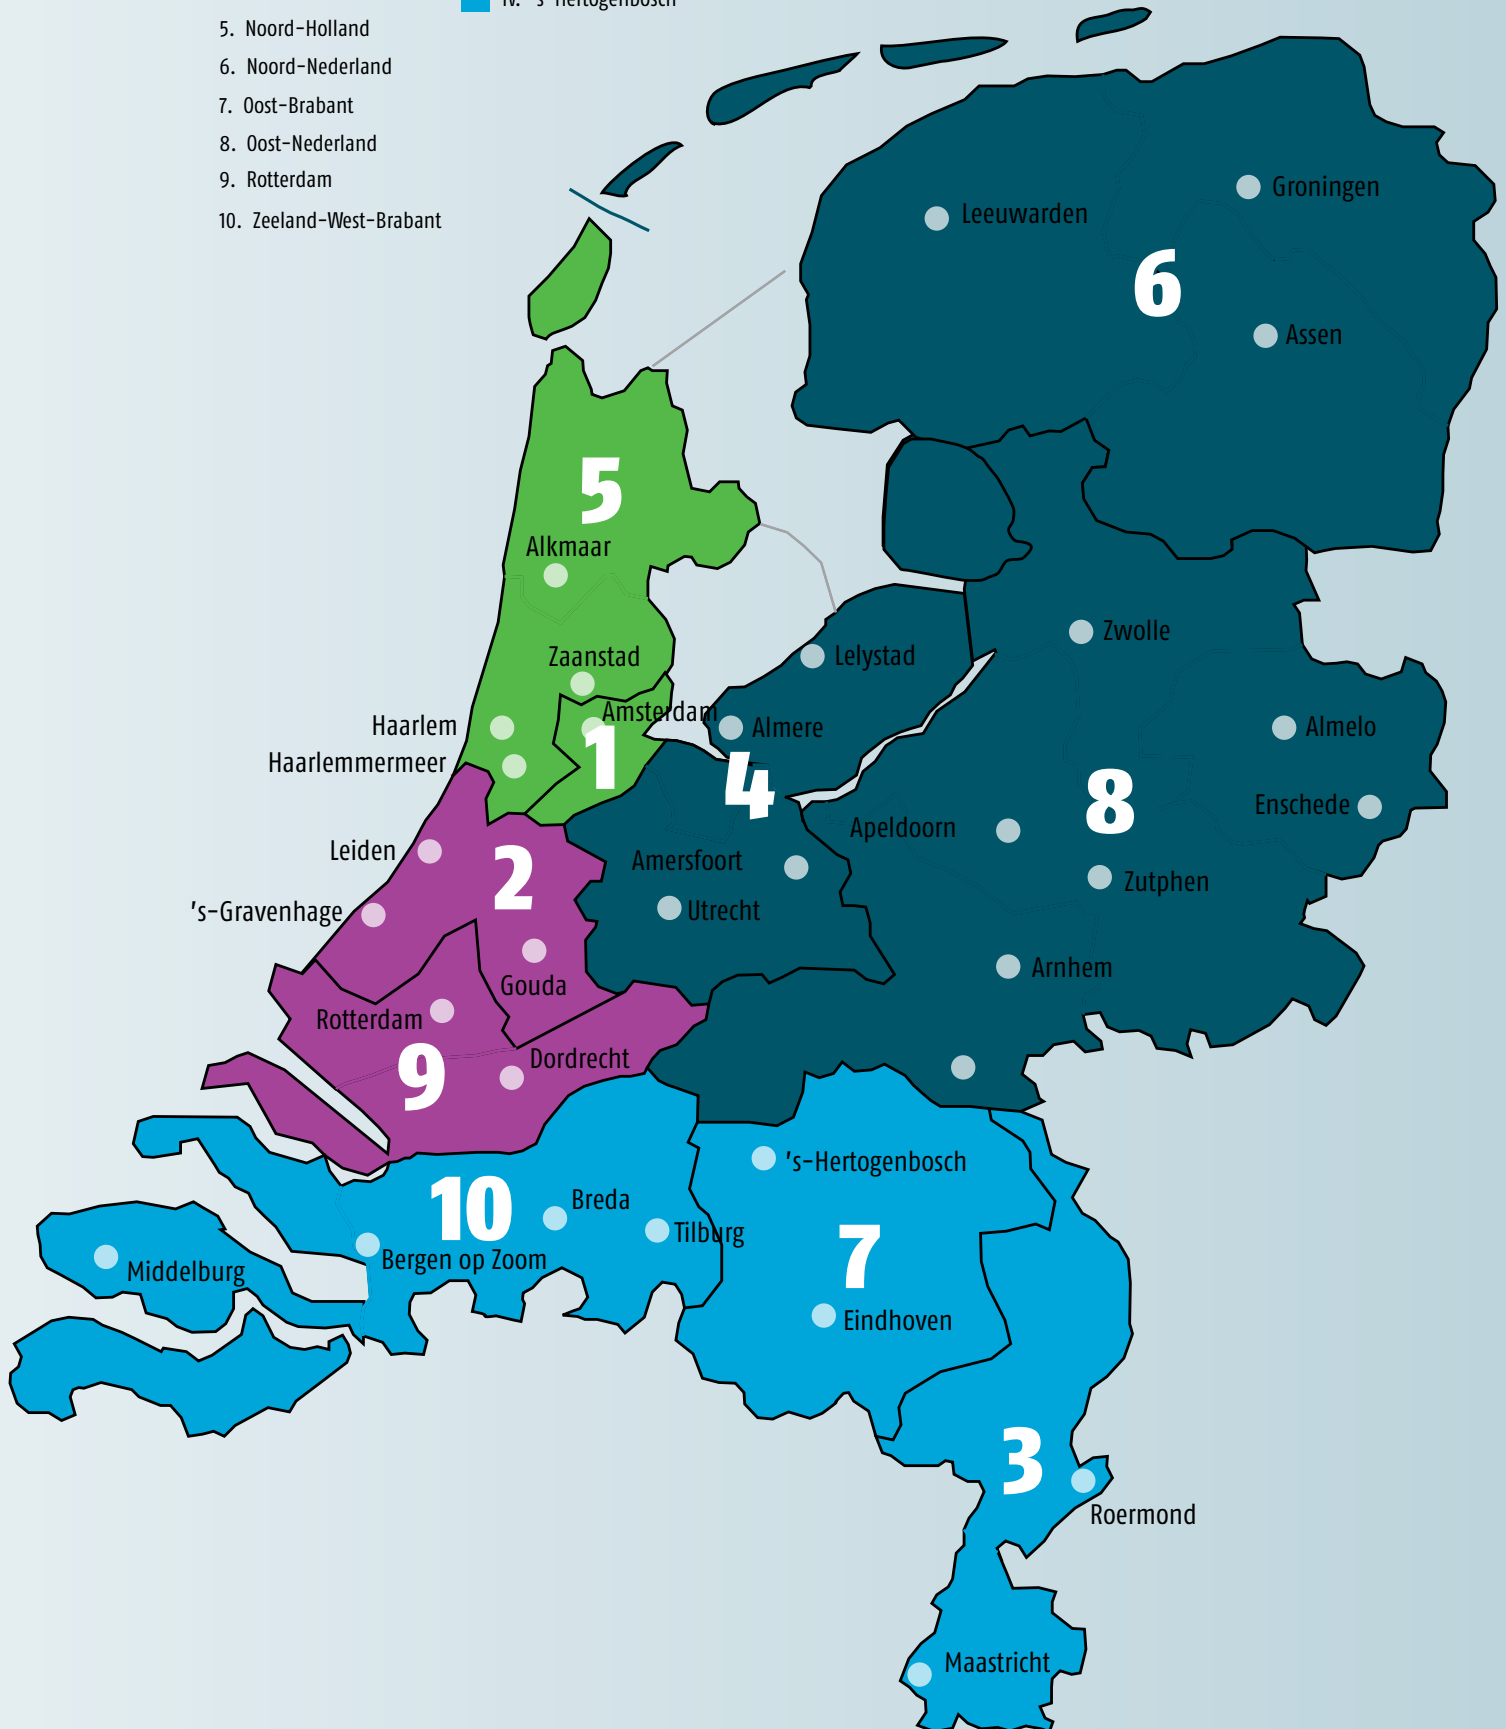 IV. 's-Hertogenbosch
5. Noord-Holland
6. Noord-Nederland
7. Oost-Brabant
8. Oost-Nederland
9. Rotterdam
10. Zeeland-West-Brabant
Groningen
Leeuwarden
6
Assen
5
Alkmaar
Zwolle
Zaanstad
Lelystad
Amsterdam
Haarlem
Almere
Almelo
1
Haarlemmermeer
4
8
Enschede
Apeldoorn
Leiden
2
Amersfoort
Zutphen
's-Gravenhage
Utrecht
Arnhem
Gouda
Rotterdam
Dordrecht
9
's-Hertogenbosch
10
Breda
Tilburg
7
Bergen op Zoom
Middelburg
Eindhoven
3
Roermond
Maastricht